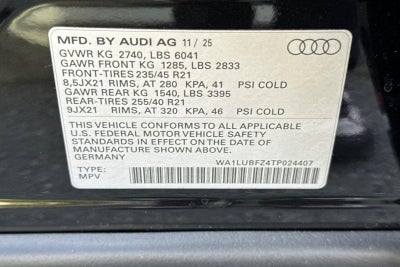 MFD. BY AUDI AG 11/25
GVWR KG 2740, LBS 6041
GAWR FRONT KG 1285, LBS 2833
FRONT-TIRES 235/45 R21
8,5JX21 RIMS, AT 280 KPA, 41 PSI COLD
GAWR REAR KG 1540, LBS 3395
REAR-TIRES 255/40 R21
9JX21 RIMS, AT 320 KPA, 46 PSI COLD
THIS VEHICLE CONFORMS TO ALL APPLICABLE
U.S. FEDERAL MOTOR VEHICLE SAFETY
STANDARDS IN EFFECT ON THE DATE OF
MANUFACTURE SHOWN ABOVE.
GERMANY
WA1LUBFZ4TP024407
TYPE:
MPV